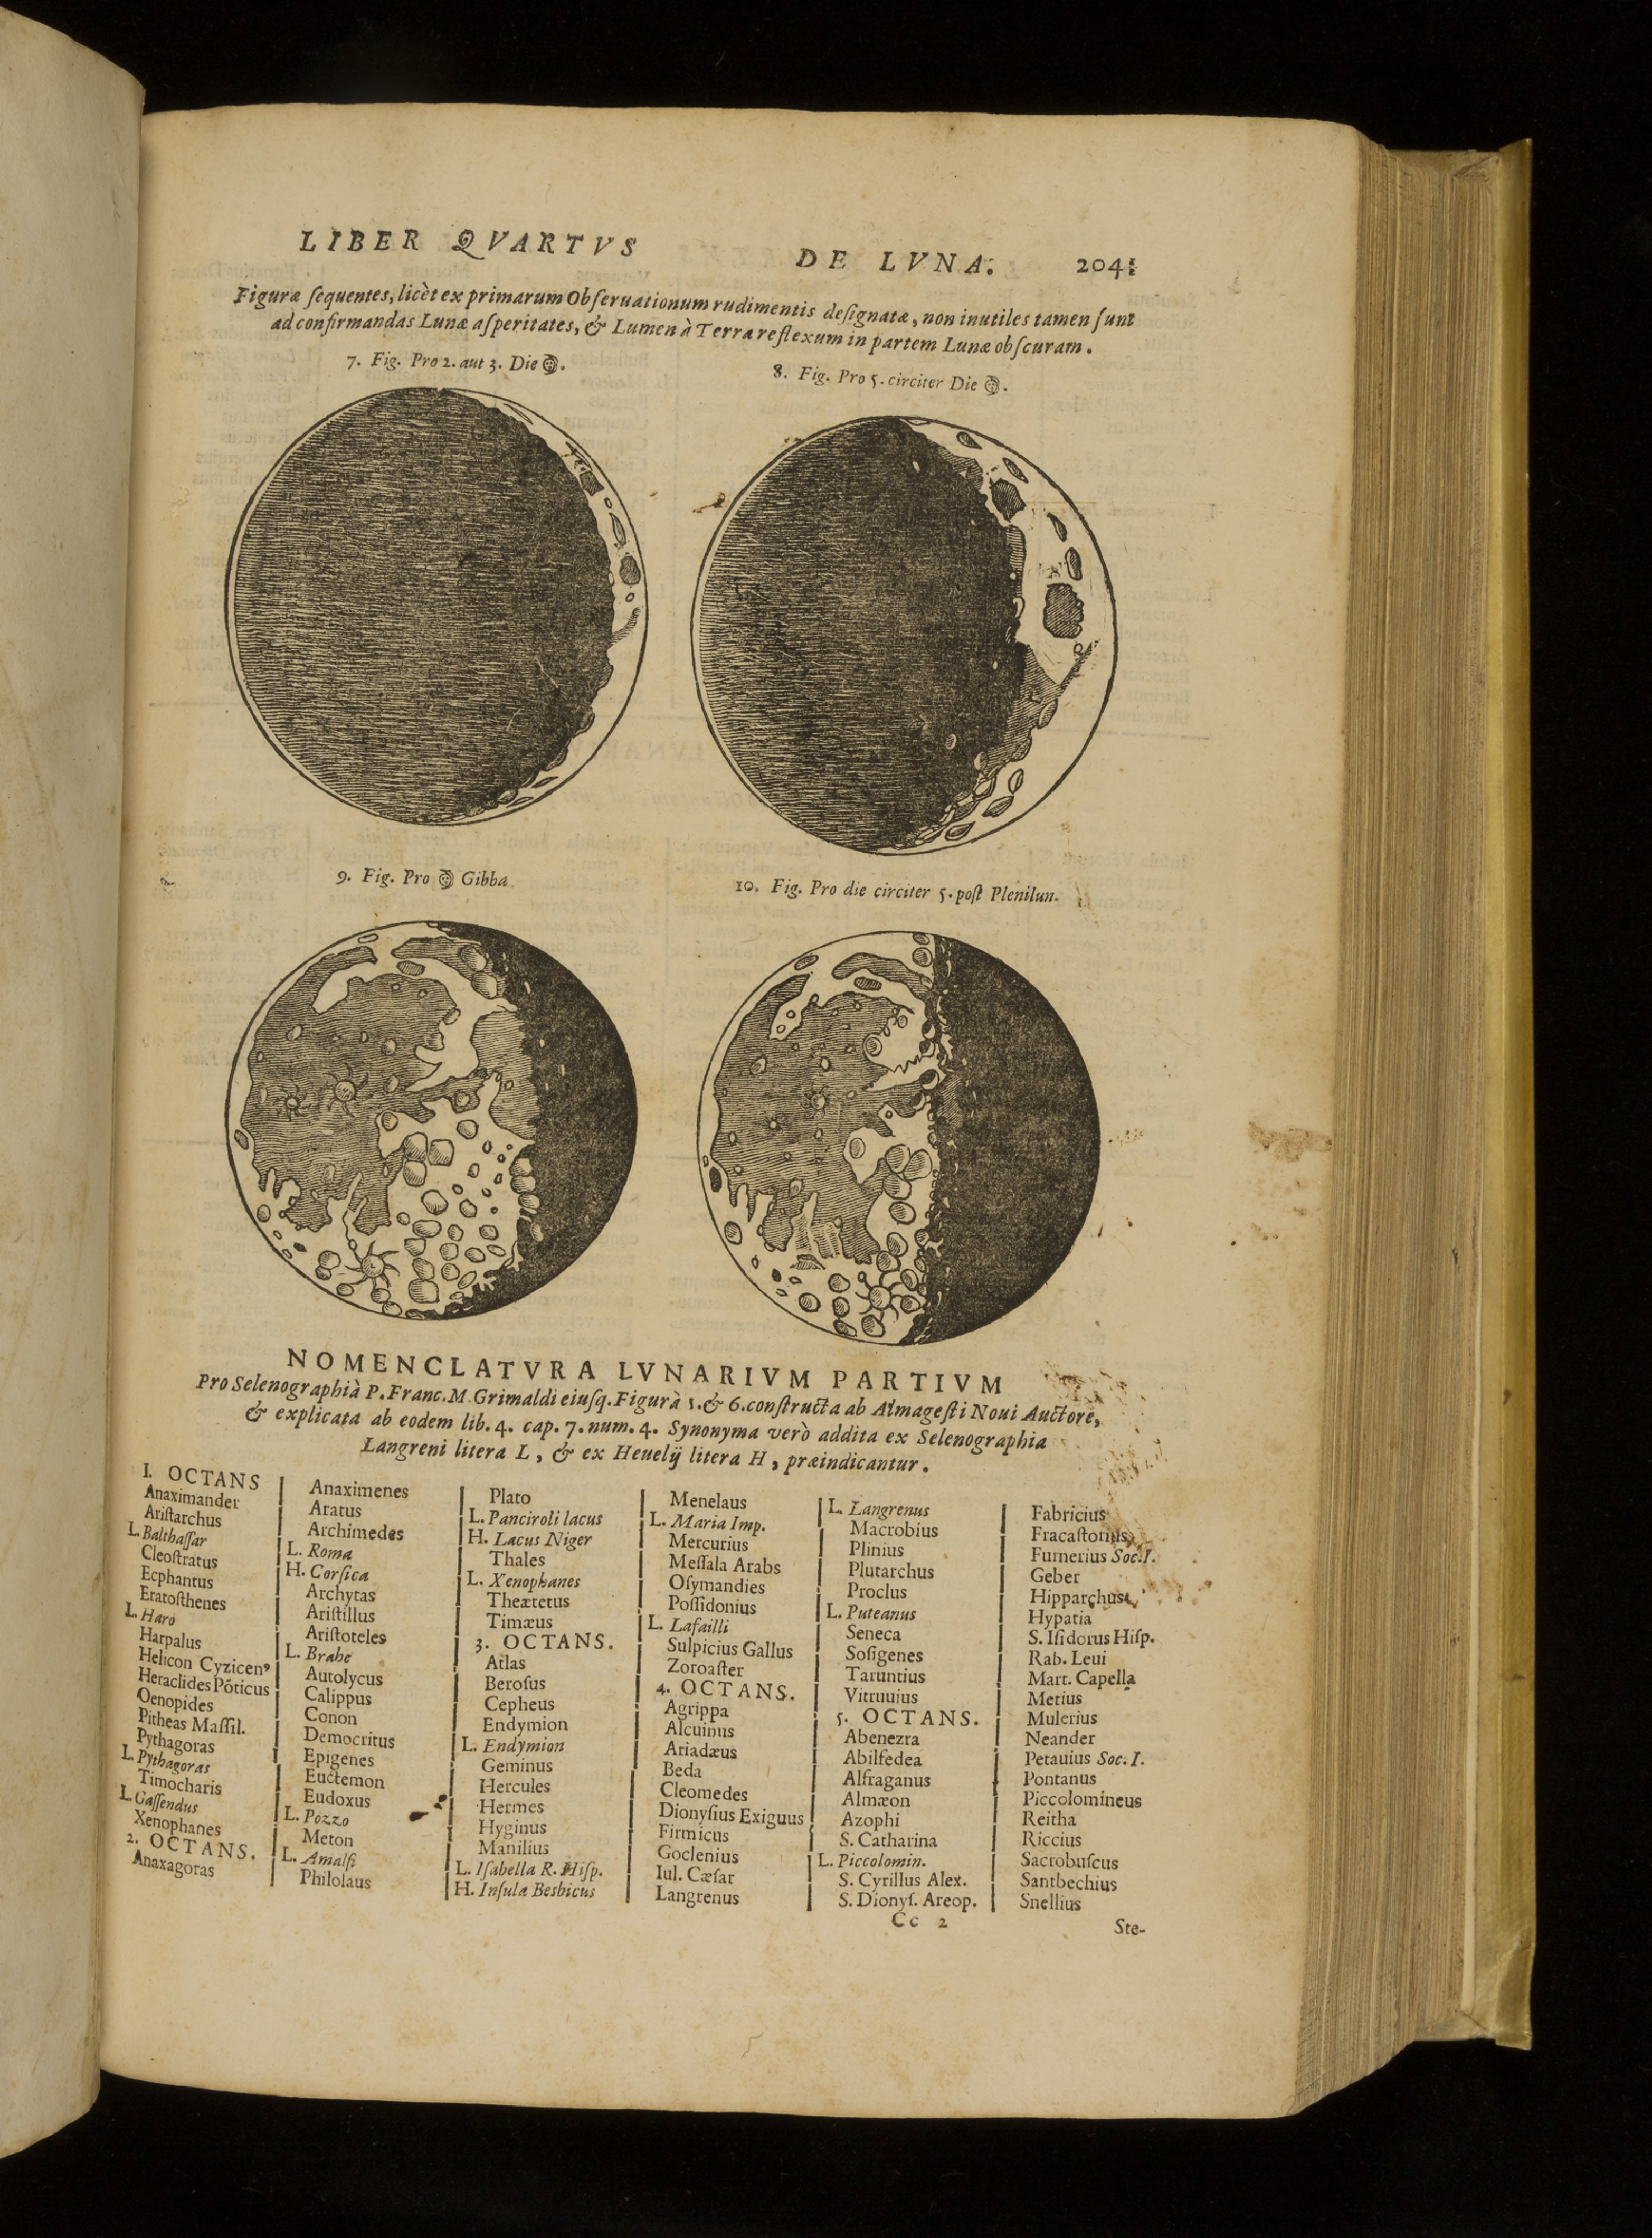 LIBER QVARTVS DE LVNA. 204
Figuræ ſequentes, licèt ex primarum Obſeruationum rudimentis deſignatæ, non inutiles tamen ſunt
ad confirmandas Lunæ aſperitates, & Lumen à Terra reflexum in partem Lunæ obſcuram.
7. Fig. Pro 2. aut 3. Die
8. Fig. Pro 5. circiter Die
9. Fig. Pro Gibba
10. Fig. Pro die circiter 5. poſt Plenilun.
NOMENCLATVRA LVNARIVM PARTIVM
Pro Selenographià P. Franc. M. Grimaldi eiuſq. Figurà 5. & 6. conſtructa ab Almageſti Noui Auctore,
& explicata ab eodem lib. 4. cap. 7. num. 4. Synonyma verò addita ex Selenographia
Langreni litera L, & ex Heuelij litera H, præindicantur.
I. OCTANS
Anaximander
Ariſtarchus
L. Balthaſſar
Cleoſtratus
Ecphantus
Eratoſthenes
L. Haro
Harpalus
Helicon Cyzicenꝰ
Heraclides Pōticus
Oenopides
Pitheas Maſſil.
Pythagoras
L. Pythagoras
Timocharis
L. Gaſſendus
Xenophanes
2. OCTANS.
Anaxagoras
Anaximenes
Aratus
Archimedes
L. Roma
H. Corſica
Archytas
Ariſtillus
Ariſtoteles
L. Brahe
Autolycus
Calippus
Conon
Democritus
Epigenes
Euctemon
Eudoxus
L. Pozzo
Meton
L. Amalfi
Philolaus
Plato
L. Panciroli lacus
H. Lacus Niger
Thales
L. Xenophanes
Theætetus
Timæus
3. OCTANS.
Atlas
Beroſus
Cepheus
Endymion
L. Endymion
Geminus
Hercules
Hermes
Hyginus
Manilius
L. Iſabella R. Hiſp.
H. Inſula Besbicus
Menelaus
L. Maria Imp.
Mercurius
Meſſala Arabs
Oſymandies
Poſſidonius
L. Lafailli
Sulpicius Gallus
Zoroaſter
4. OCTANS.
Agrippa
Alcuinus
Ariadæus
Beda
Cleomedes
Dionyſius Exiguus
Firmicus
Goclenius
Iul. Cæſar
Langrenus
L. Langrenus
Macrobius
Plinius
Plutarchus
Proclus
L. Puteanus
Seneca
Soſigenes
Taruntius
Vitruuius
5. OCTANS.
Abenezra
Abilfedea
Alfraganus
Almæon
Azophi
S. Catharina
L. Piccolomin.
S. Cyrillus Alex.
S. Dionyſ. Areop.
Fabricius
Fracaſtorius
Furnerius Soc. I.
Geber
Hipparchus
Hypatia
S. Iſidorus Hiſp.
Rab. Leui
Mart. Capella
Metius
Mulerius
Neander
Petauius Soc. I.
Pontanus
Piccolomineus
Reitha
Riccius
Sacrobuſcus
Santbechius
Snellius
Cc 2 Ste-